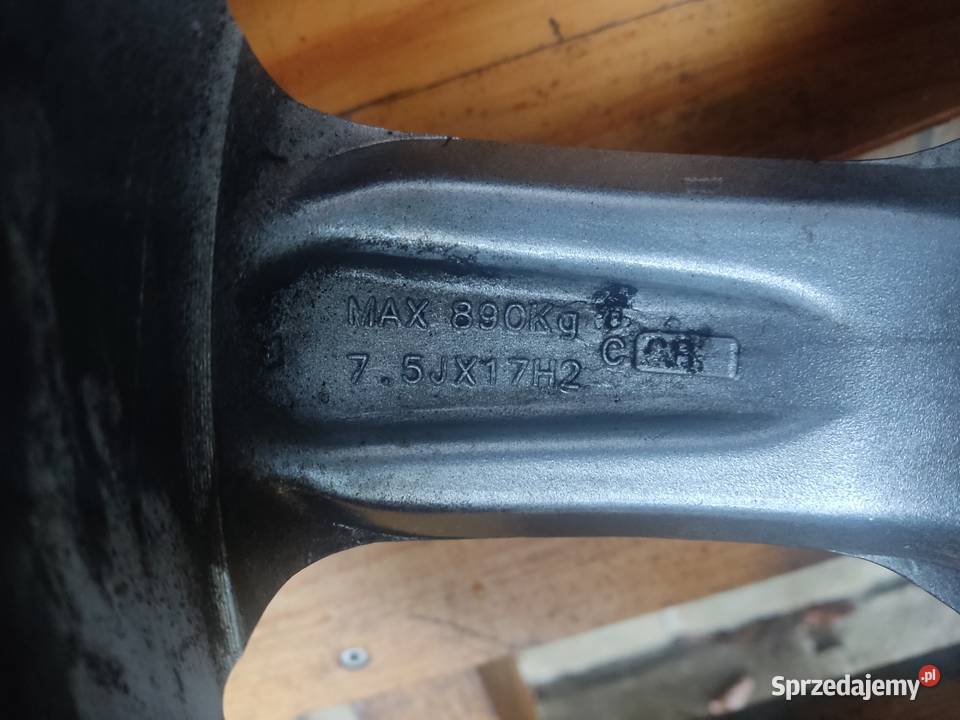 MAX 890Kg
7.5JX17H2
C
Sprzedajemy.pl